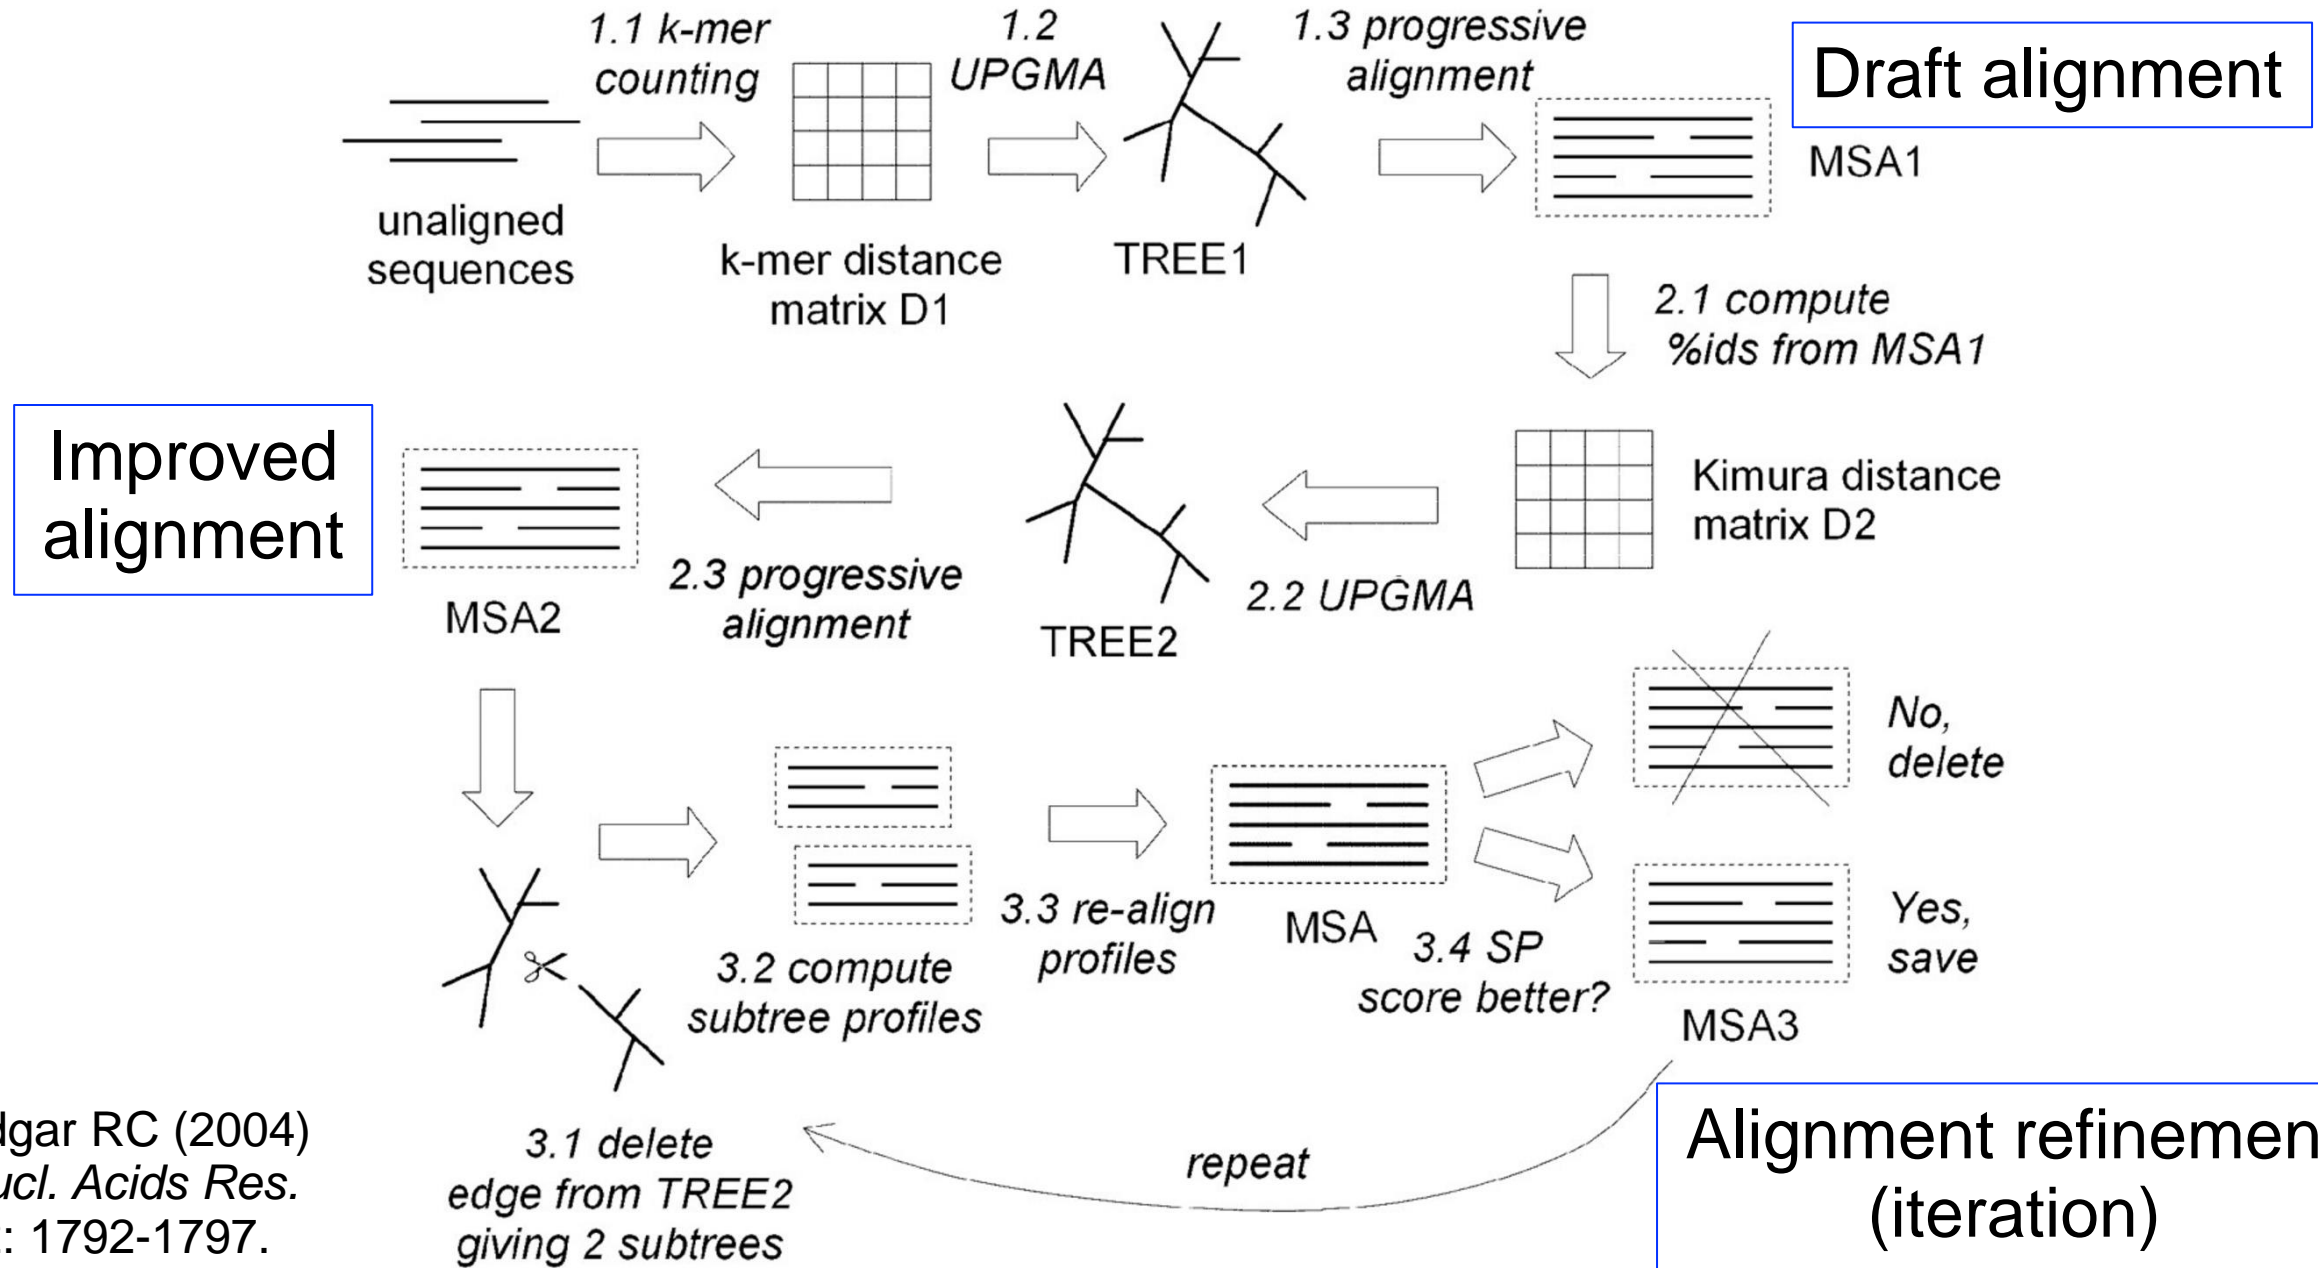 1.1 k-mer
counting
1.2
UPGMA
1.3 progressive
alignment
Draft alignment
unaligned
sequences
k-mer distance
matrix D1
TREE1
MSA1
2.1 compute
%ids from MSA1
Improved
alignment
MSA2
2.3 progressive
alignment
TREE2
2.2 UPGMA
Kimura distance
matrix D2
No,
delete
3.2 compute
subtree profiles
3.3 re-align
profiles
MSA
3.4 SP
score better?
Yes,
save
MSA3
3.1 delete
edge from TREE2
giving 2 subtrees
repeat
Alignment refinemen
(iteration)
dgar RC (2004)
ucl. Acids Res.
: 1792-1797.